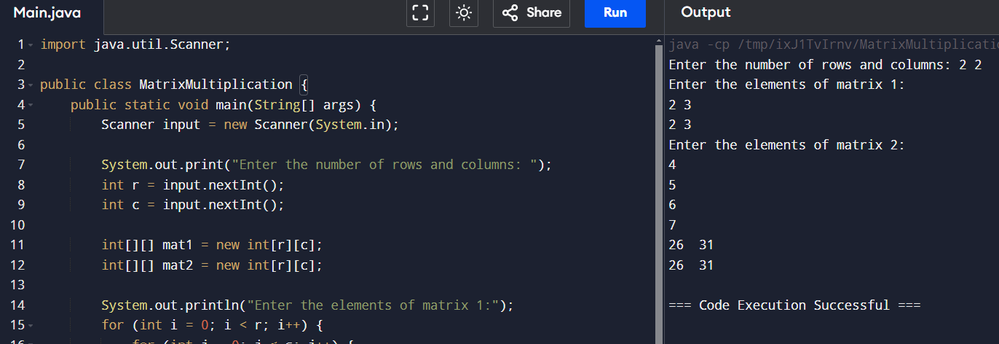 Main.java
Share
Run
Output
1 import java.util.Scanner;
2
3 public class MatrixMultiplication {
4 public static void main(String[] args) {
5 Scanner input = new Scanner(System.in);
6
7 System.out.print("Enter the number of rows and columns: ");
8 int r = input.nextInt();
9 int c = input.nextInt();
10
11 int[][] mat1 = new int[r][c];
12 int[][] mat2 = new int[r][c];
13
14 System.out.println("Enter the elements of matrix 1:");
15 for (int i = 0; i < r; i++) {
java -cp /tmp/ixJ1TvIrnv/MatrixMultiplicatio
Enter the number of rows and columns: 2 2
Enter the elements of matrix 1:
2 3
2 3
Enter the elements of matrix 2:
4
5
6
7
26 31
26 31
=== Code Execution Successful ===